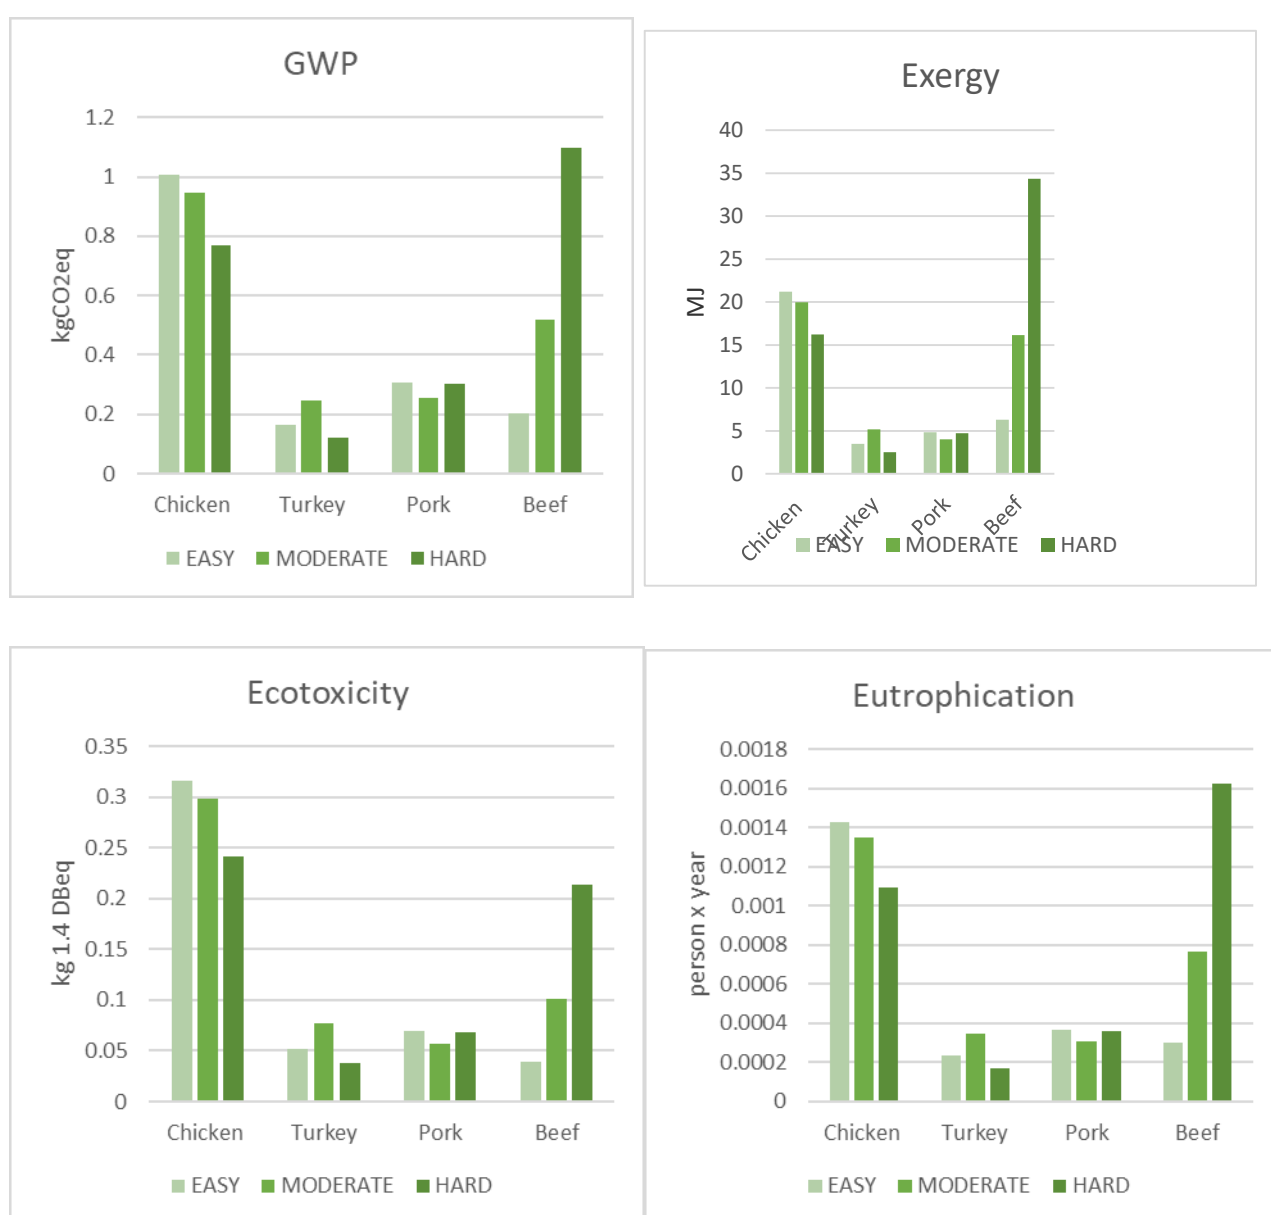 GWP
1.2
1
0.8
0.6
0.4
0.2
0
kgCO2eq
Chicken Turkey Pork Beef
EASY MODERATE HARD
Exergy
40
35
30
25
20
15
10
5
0
MJ
Chicken Turkey Pork Beef
EASY MODERATE HARD
Ecotoxicity
0.35
0.3
0.25
0.2
0.15
0.1
0.05
0
kg 1.4 DBeq
Chicken Turkey Pork Beef
EASY MODERATE HARD
Eutrophication
0.0018
0.0016
0.0014
0.0012
0.001
0.0008
0.0006
0.0004
0.0002
0
person x year
Chicken Turkey Pork Beef
EASY MODERATE HARD